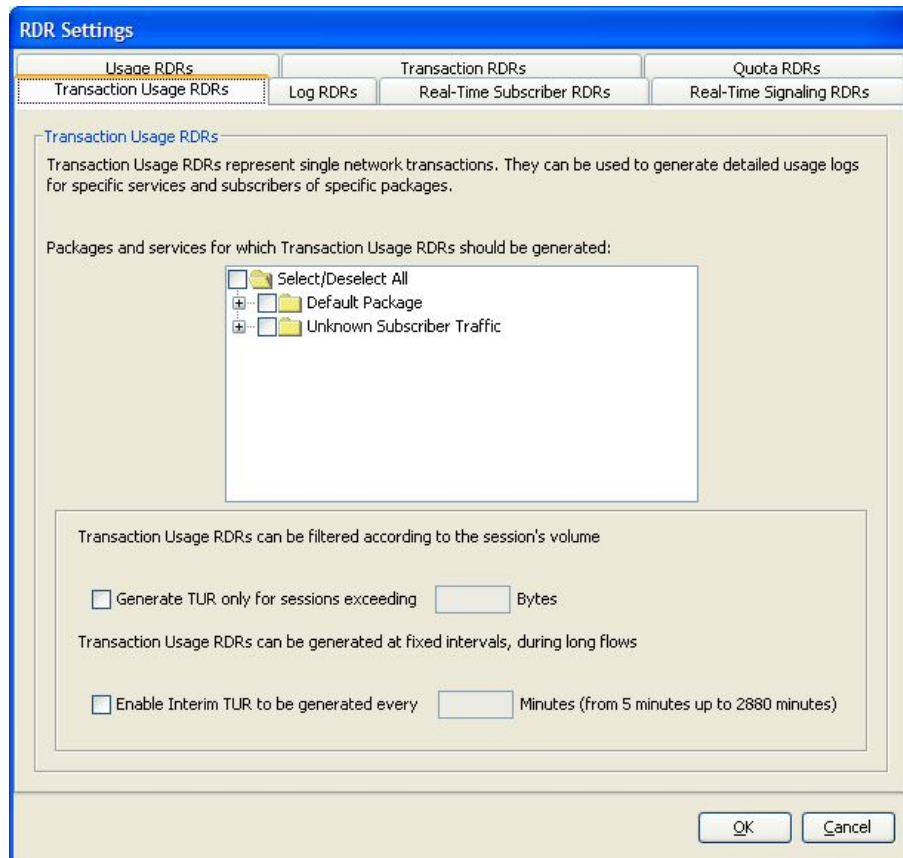 RDR Settings
Usage RDRs
Transaction RDRs
Quota RDRs
Transaction Usage RDRs
Log RDRs
Real-Time Subscriber RDRs
Real-Time Signaling RDRs
Transaction Usage RDRs
Transaction Usage RDRs represent single network transactions. They can be used to generate detailed usage logs
for specific services and subscribers of specific packages.
Packages and services for which Transaction Usage RDRs should be generated:
Select/Deselect All
Default Package
Unknown Subscriber Traffic
Transaction Usage RDRs can be filtered according to the session's volume
Generate TUR only for sessions exceeding Bytes
Transaction Usage RDRs can be generated at fixed intervals, during long flows
Enable Interim TUR to be generated every Minutes (from 5 minutes up to 2880 minutes)
OK Cancel